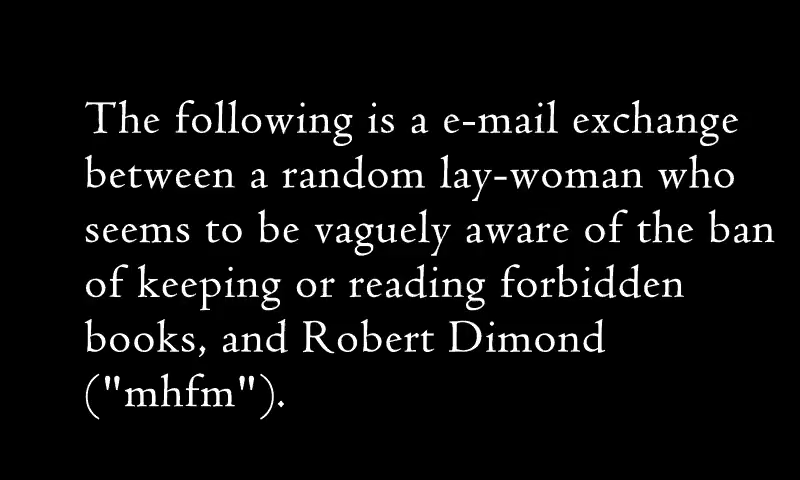 The following is a e-mail exchange
between a random lay-woman who
seems to be vaguely aware of the ban
of keeping or reading forbidden
books, and Robert Dimond
("mhfm").